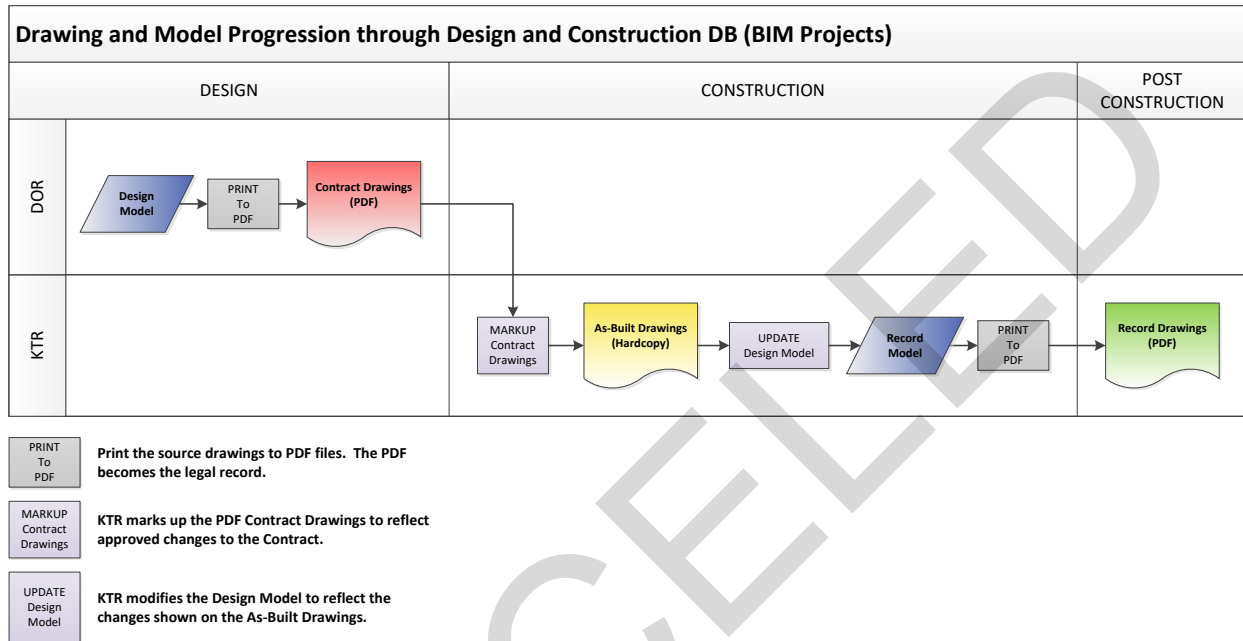 Drawing and Model Progression through Design and Construction DB (BIM Projects)
DESIGN
CONSTRUCTION
POST
CONSTRUCTION
DOR
Design
Model
PRINT
To
PDF
Contract Drawings
(PDF)
KTR
MARKUP
Contract
Drawings
As-Built Drawings
(Hardcopy)
UPDATE
Design Model
Record
Model
PRINT
To
PDF
Record Drawings
(PDF)
PRINT
To
PDF
Print the source drawings to PDF files. The PDF
becomes the legal record.
MARKUP
Contract
Drawings
KTR marks up the PDF Contract Drawings to reflect
approved changes to the Contract.
UPDATE
Design
Model
KTR modifies the Design Model to reflect the
changes shown on the As-Built Drawings.
CELED